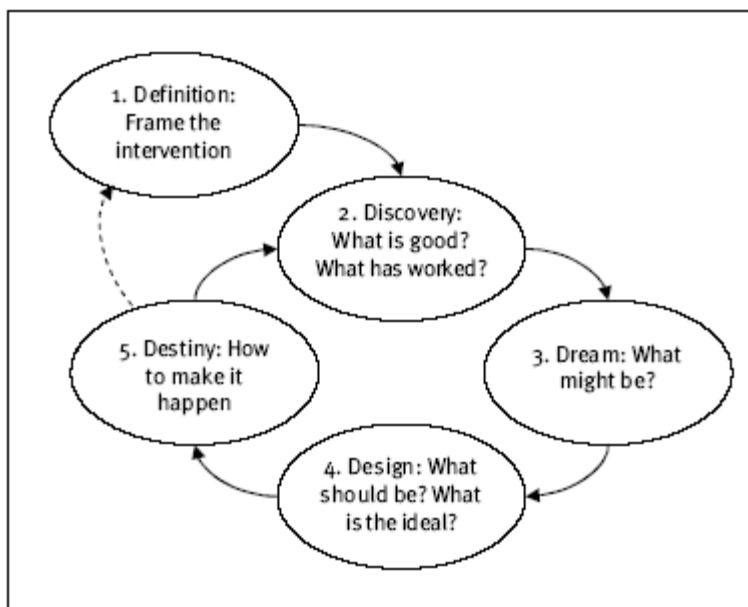 1. Definition:
Frame the
intervention
2. Discovery:
What is good?
What has worked?
3. Dream: What
might be?
4. Design: What
should be? What
is the ideal?
5. Destiny: How
to make it
happen